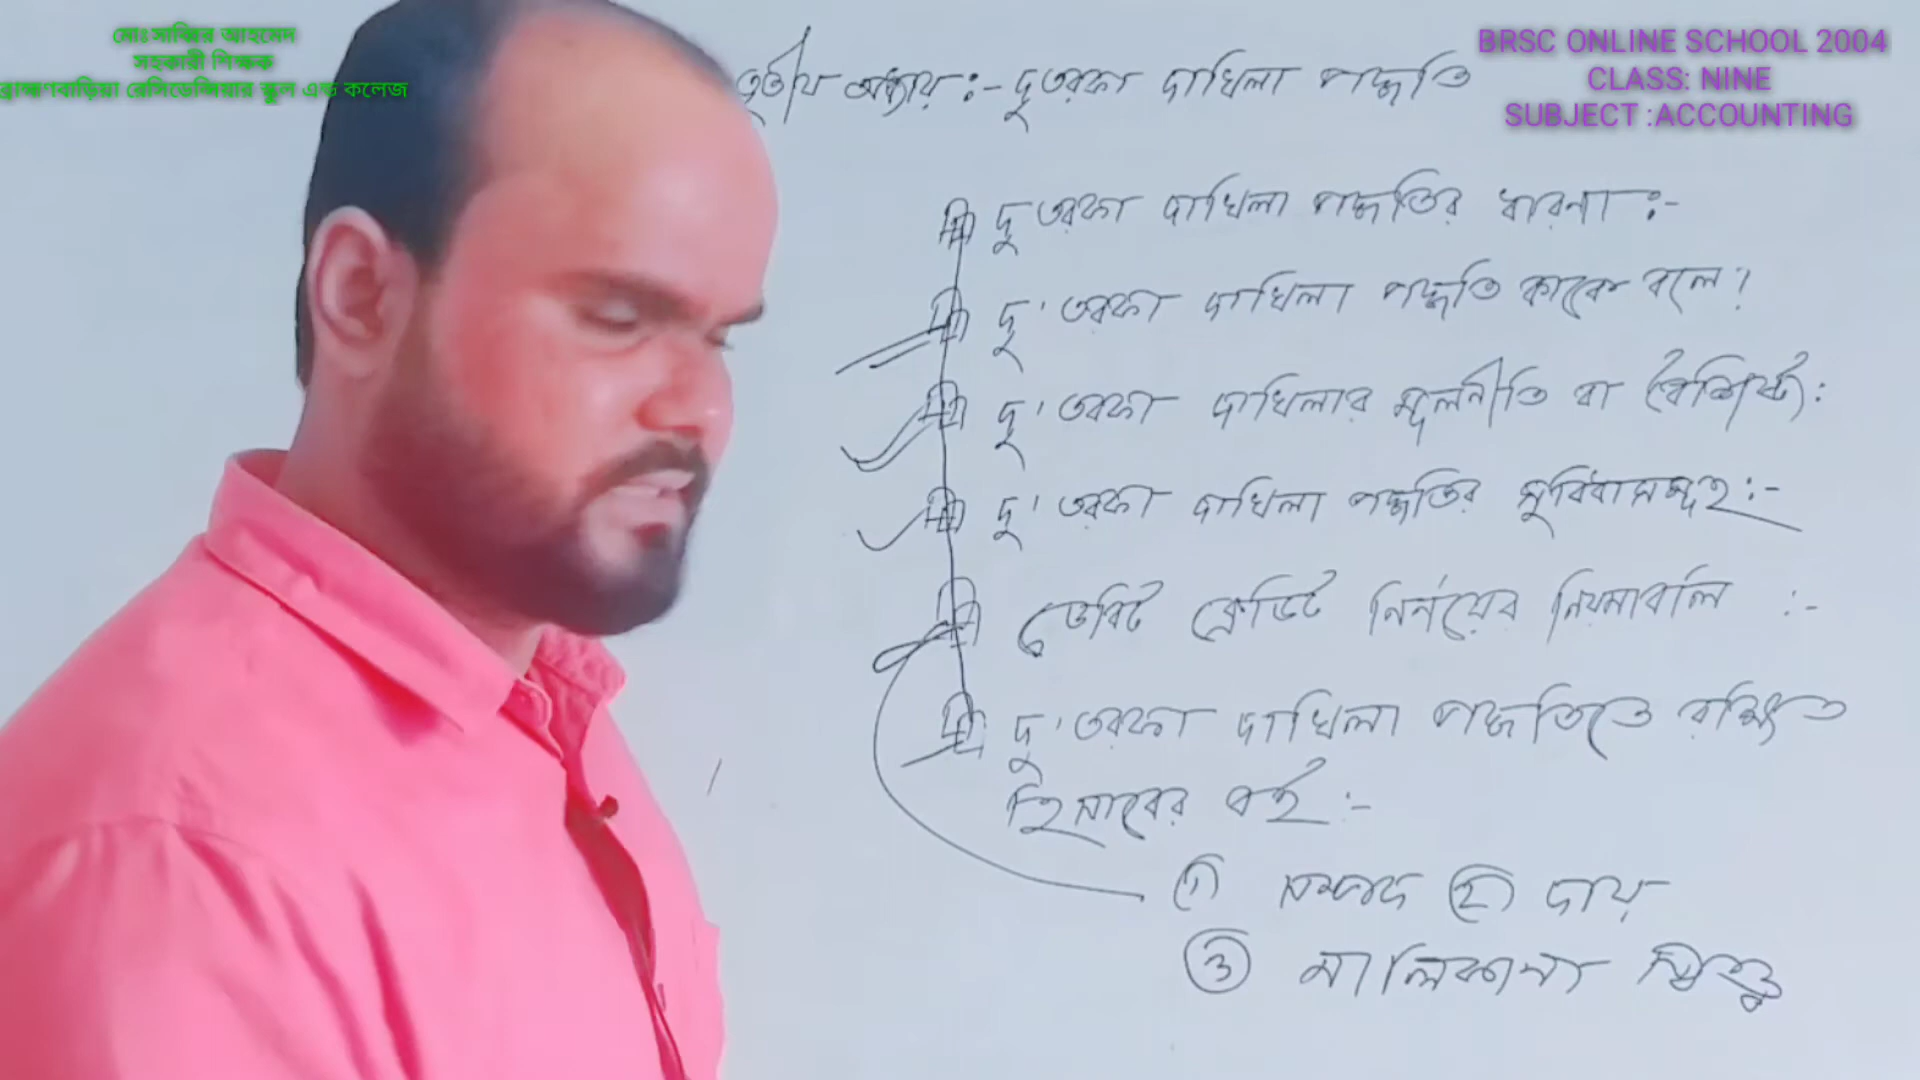 মোঃসাব্বির আহমেদ
সহকারী শিক্ষক
ব্রাহ্মণবাড়িয়া রেসিডেন্সিয়াল স্কুল এন্ড কলেজ
BRSC ONLINE SCHOOL 2004
CLASS: NINE
SUBJECT :ACCOUNTING
তৃতীয় অধ্যায় :- দু তরফা দাখিলা পদ্ধতি
দু তরফা দাখিলা পদ্ধতির ধারনা :-
দু' তরফা দাখিলা পদ্ধতি কাকে বলে ?
দু' তরফা দাখিলার মূলনীতি বা বৈশিষ্ট্য :
দু' তরফা দাখিলা পদ্ধতির সুবিধাসমূহ :-
ডেবিট ক্রেডিট নির্ণয়ের নিয়মাবলি :-
দু' তরফা দাখিলা পদ্ধতিতে রক্ষিত
হিসাবের বই :-
১ সম্পদ ২ দায়
৩ মালিকানা স্বত্ত্ব